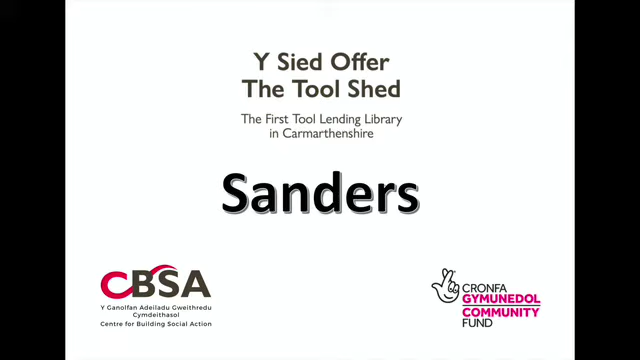 Y Sied Offer
The Tool Shed
The First Tool Lending Library
in Carmarthenshire
Sanders
CBSA
Y Ganolfan Adeiladu Gweithredu
Cymdeithasol
Centre for Building Social Action
CRONFA
GYMUNEDOL
COMMUNITY
FUND